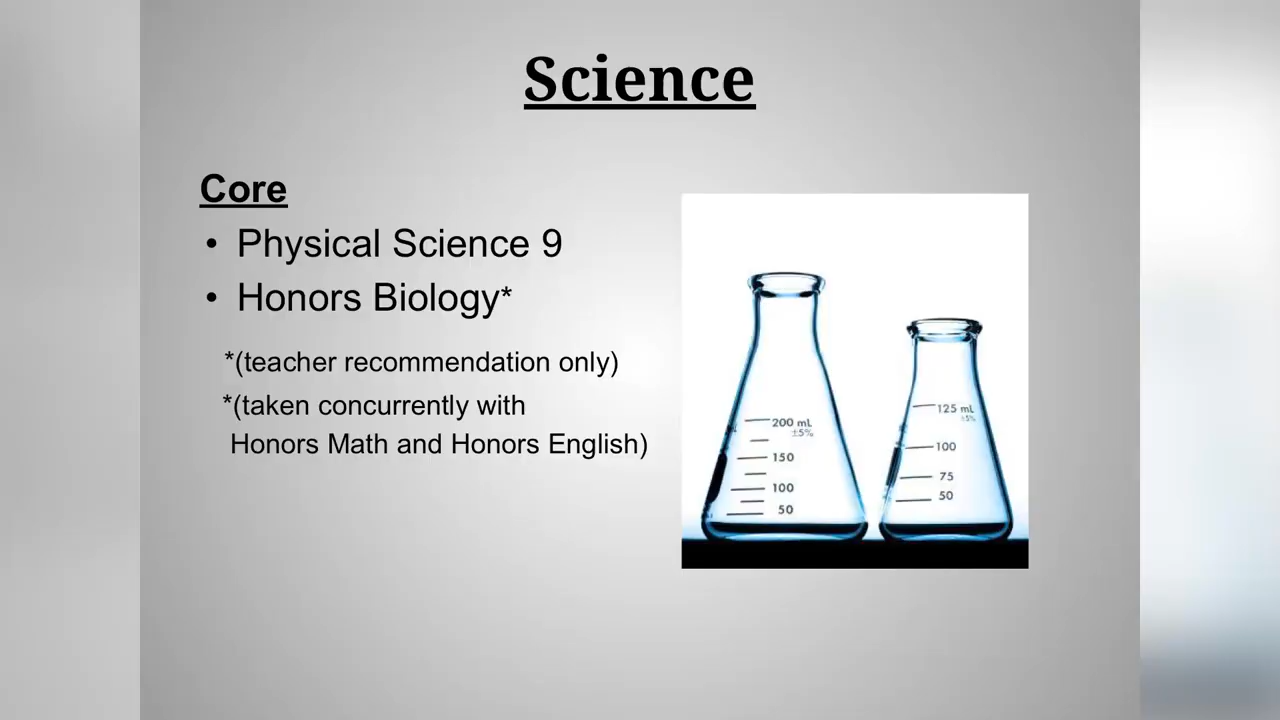 Science
Core
• Physical Science 9
• Honors Biology*
*(teacher recommendation only)
*(taken concurrently with
Honors Math and Honors English)
200 mL
±5%
150
100
50
125 mL
±5%
100
75
50